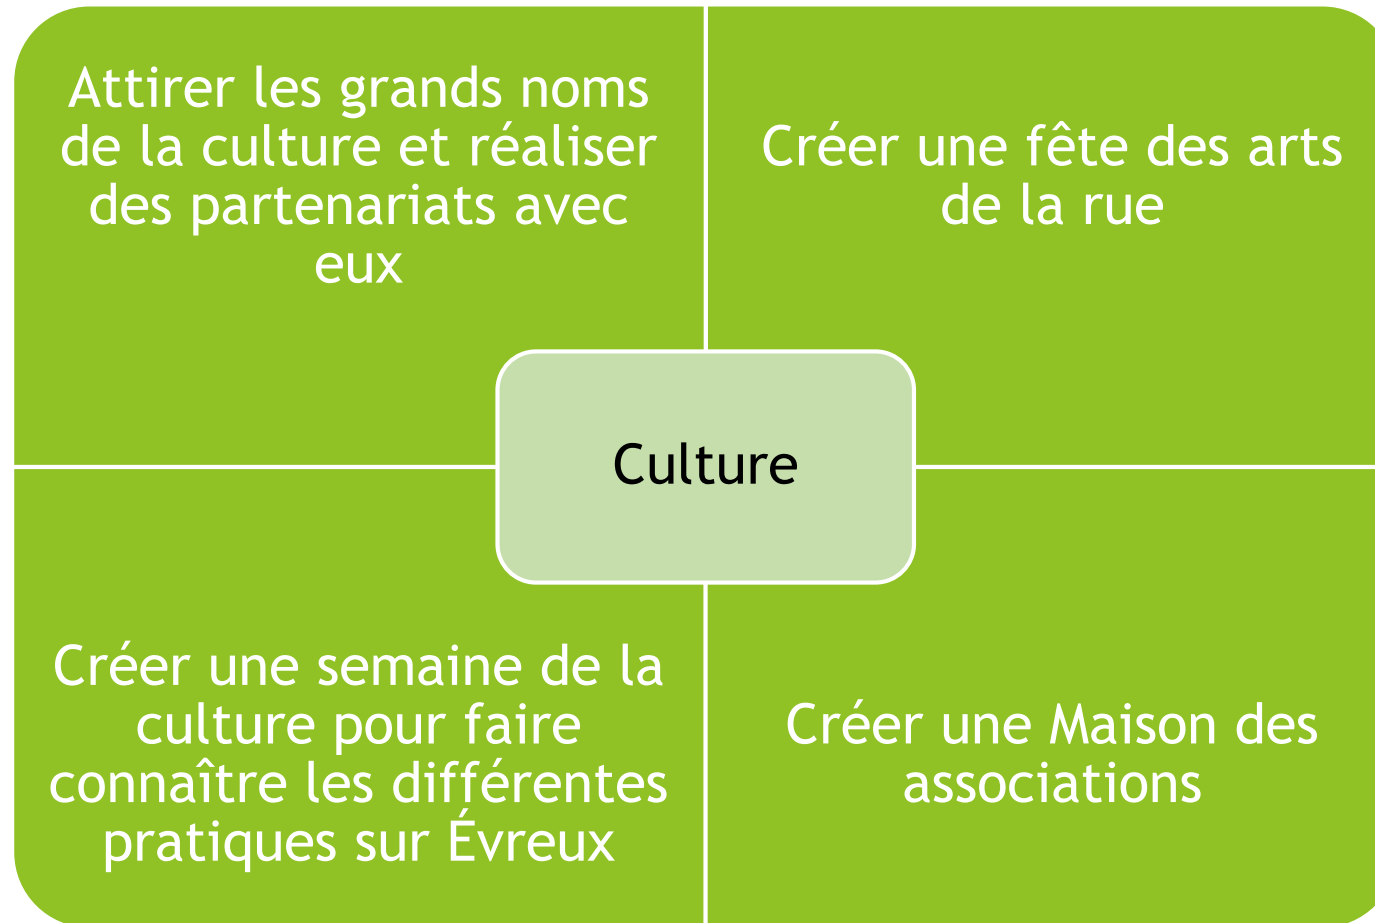 Attirer les grands noms
de la culture et réaliser
des partenariats avec
eux
Créer une fête des arts
de la rue
Culture
Créer une semaine de la
culture pour faire
connaître les différentes
pratiques sur Évreux
Créer une Maison des
associations